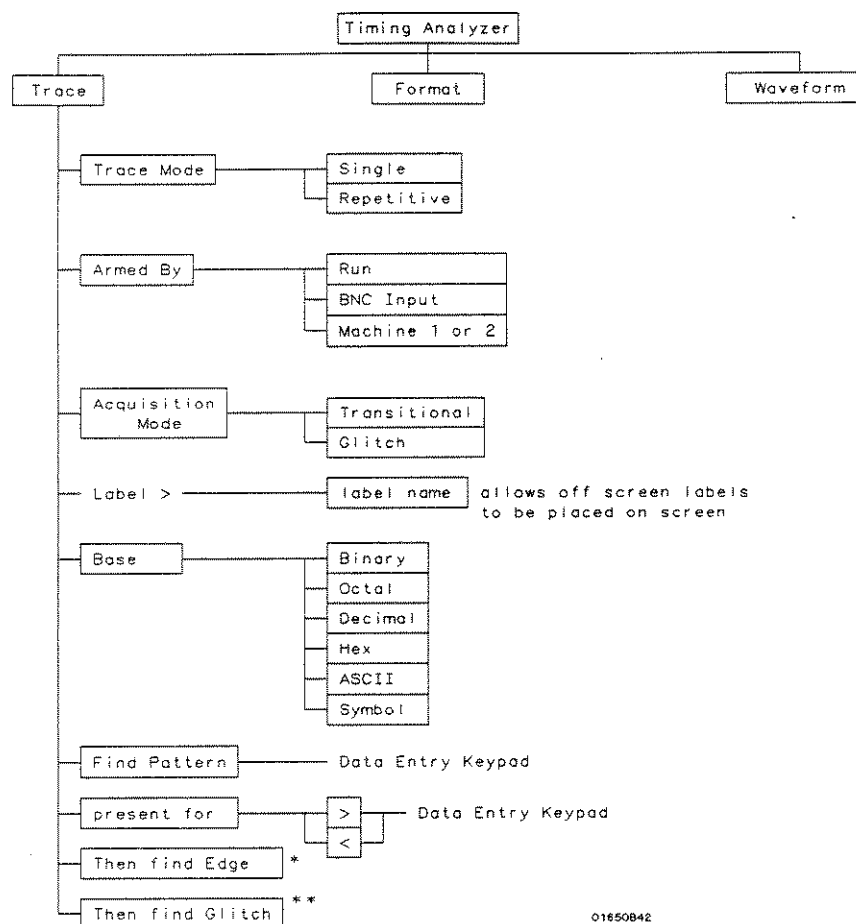 Timing Analyzer
Trace
Format
Waveform
Trace Mode
Single
Repetitive
Armed By
Run
BNC Input
Machine 1 or 2
Acquisition
Mode
Transitional
Glitch
Label >
label name
allows off screen labels
to be placed on screen
Base
Binary
Octal
Decimal
Hex
ASCII
Symbol
Find Pattern
Data Entry Keypad
present for
>
<
Data Entry Keypad
Then find Edge *
Then find Glitch **
01650B42